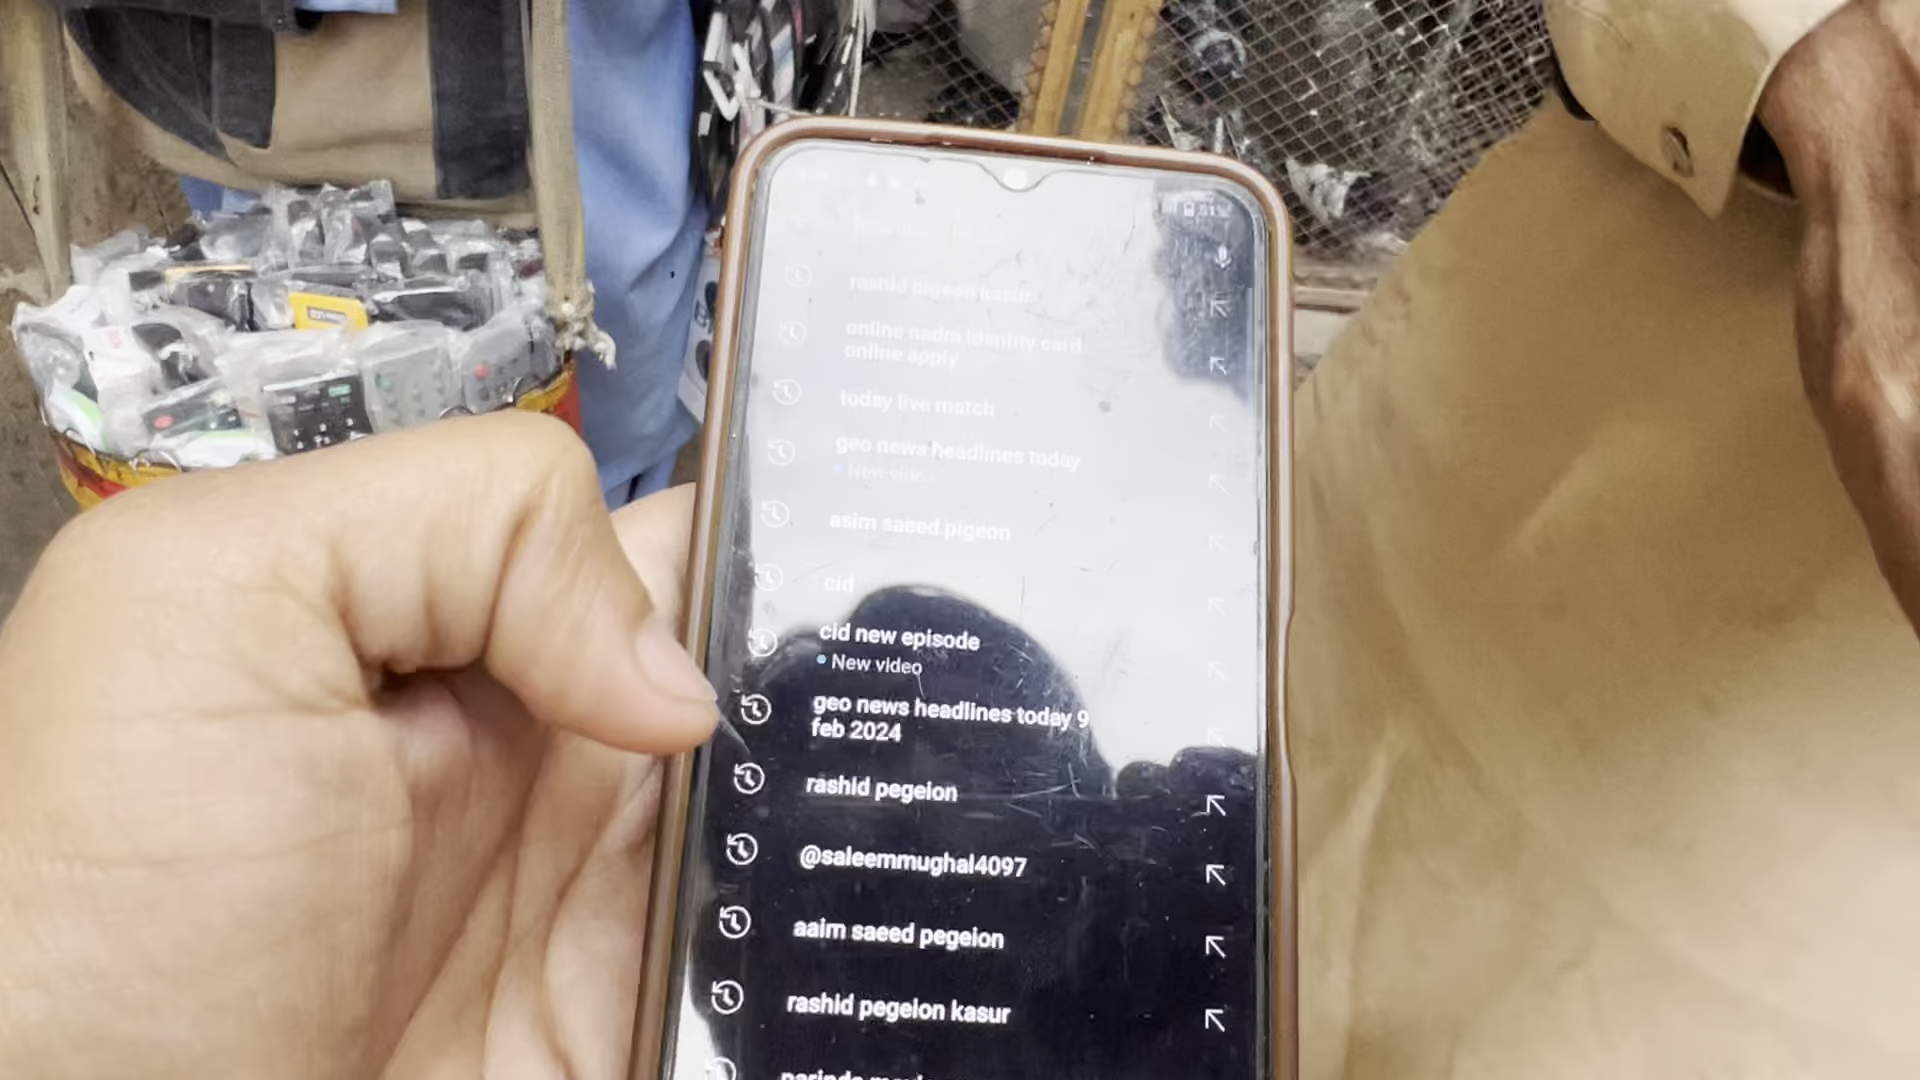 51%
rashid pigeon kasur
online nadra identity card
online apply
today live match
geo news headlines today
New video
asim saeed pigeon
cid
cid new episode
New video
geo news headlines today 9
feb 2024
rashid pegeion
@saleemmughal4097
aaim saeed pegeion
rashid pegeion kasur